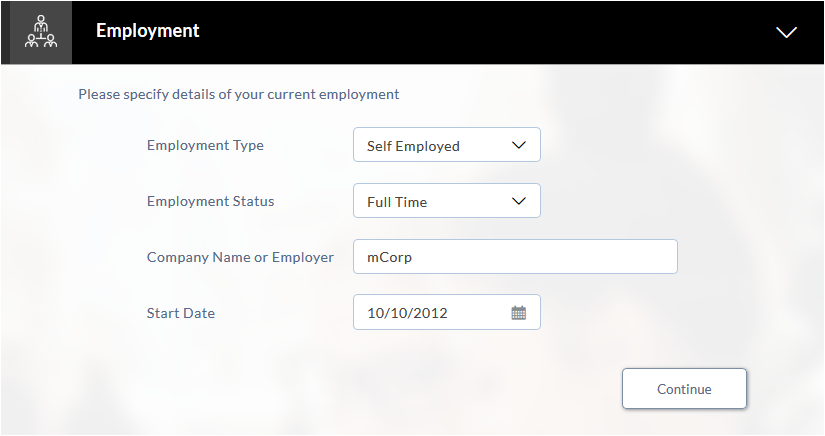 Employment
Please specify details of your current employment
Employment Type Self Employed
Employment Status Full Time
Company Name or Employer mCorp
Start Date 10/10/2012
Continue